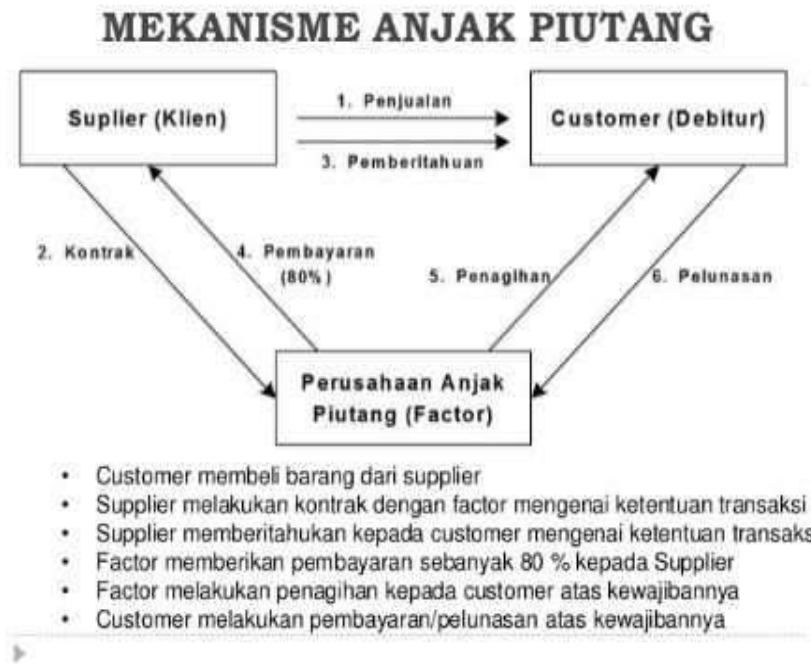 MEKANISME ANJAK PIUTANG
Suplier (Klien)
1. Penjualan
Customer (Debitur)
3. Pemberitahuan
2. Kontrak
4. Pembayaran
(80%)
5. Penagihan
6. Pelunasan
Perusahaan Anjak
Piutang (Factor)
• Customer membeli barang dari supplier
• Supplier melakukan kontrak dengan factor mengenai ketentuan transaksi
• Supplier memberitahukan kepada customer mengenai ketentuan transaks
• Factor memberikan pembayaran sebanyak 80 % kepada Supplier
• Factor melakukan penagihan kepada customer atas kewajibannya
• Customer melakukan pembayaran/pelunasan atas kewajibannya